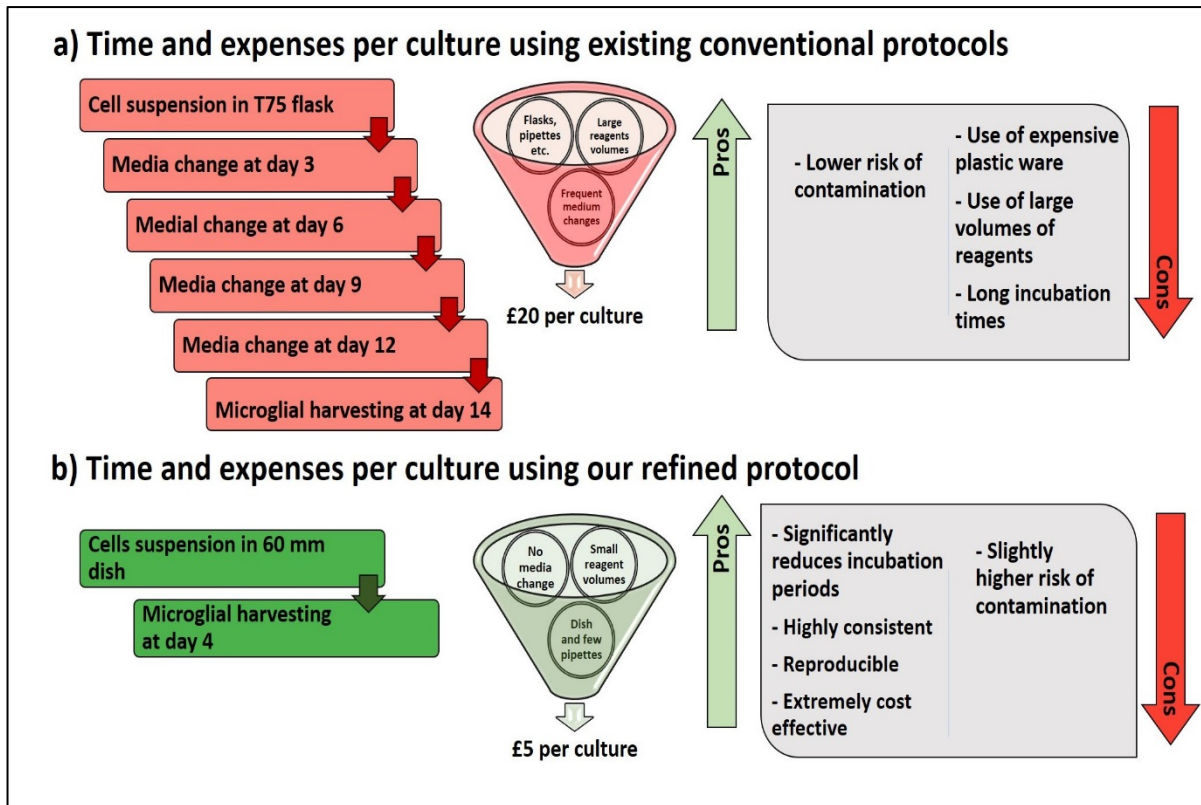 a) Time and expenses per culture using existing conventional protocols
Cell suspension in T75 flask
Media change at day 3
Medial change at day 6
Media change at day 9
Media change at day 12
Microglial harvesting at day 14
Flasks,
pipettes
etc.
Large
reagents
volumes
Frequent
medium
changes
£20 per culture
Pros
- Lower risk of
contamination
- Use of expensive
plastic ware
- Use of large
volumes of
reagents
- Long incubation
times
Cons
b) Time and expenses per culture using our refined protocol
Cells suspension in 60 mm
dish
Microglial harvesting
at day 4
No
media
change
Small
reagent
volumes
Dish
and few
pipettes
£5 per culture
Pros
- Significantly
reduces incubation
periods
- Highly consistent
- Reproducible
- Extremely cost
effective
- Slightly
higher risk of
contamination
Cons